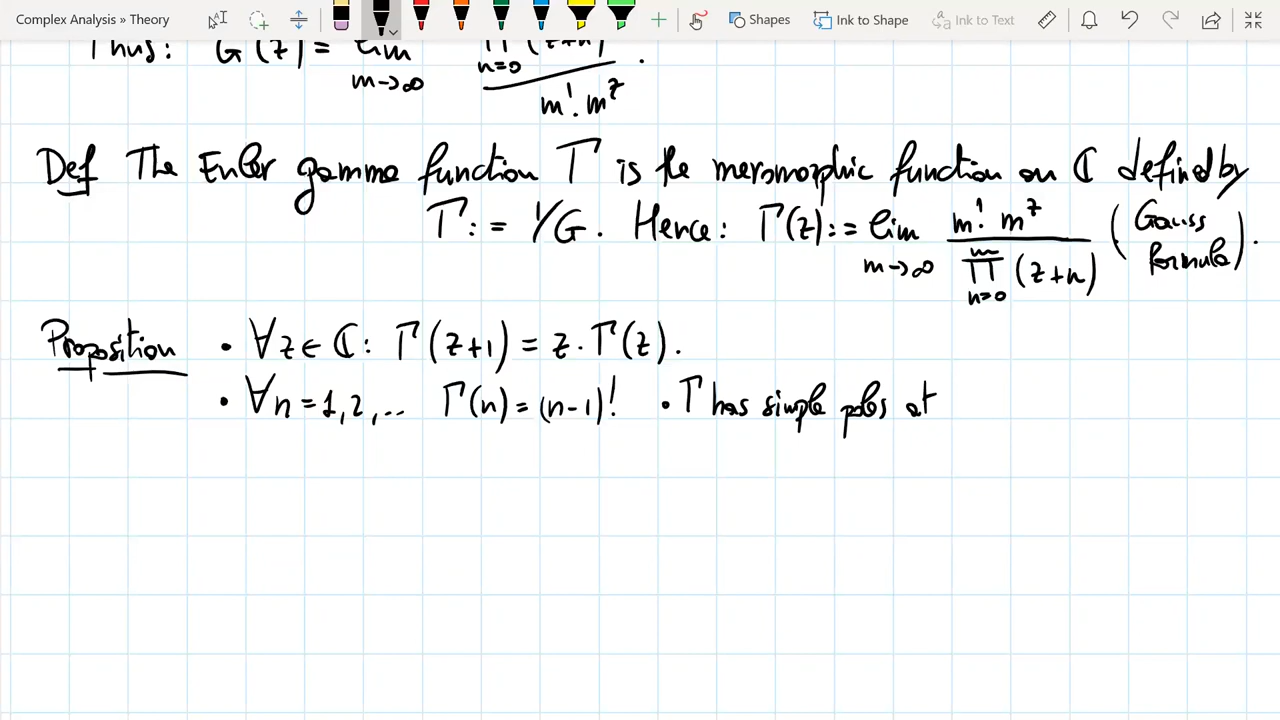 Complex Analysis » Theory
Shapes
Ink to Shape
Ink to Text
Thus: G(z) = lim m→∞ ∏ n=0 (z+n) / m! m^z .
Def The Euler gamma function Γ is the meromorphic function on ℂ defined by
Γ := 1/G. Hence: Γ(z) := lim m→∞ m! m^z / ∏ n=0 m (z+n) (Gauss formula).
Proposition • ∀z∈ℂ: Γ(z+1) = z·Γ(z).
• ∀n=1,2,... Γ(n) = (n-1)! • Γ has simple poles at